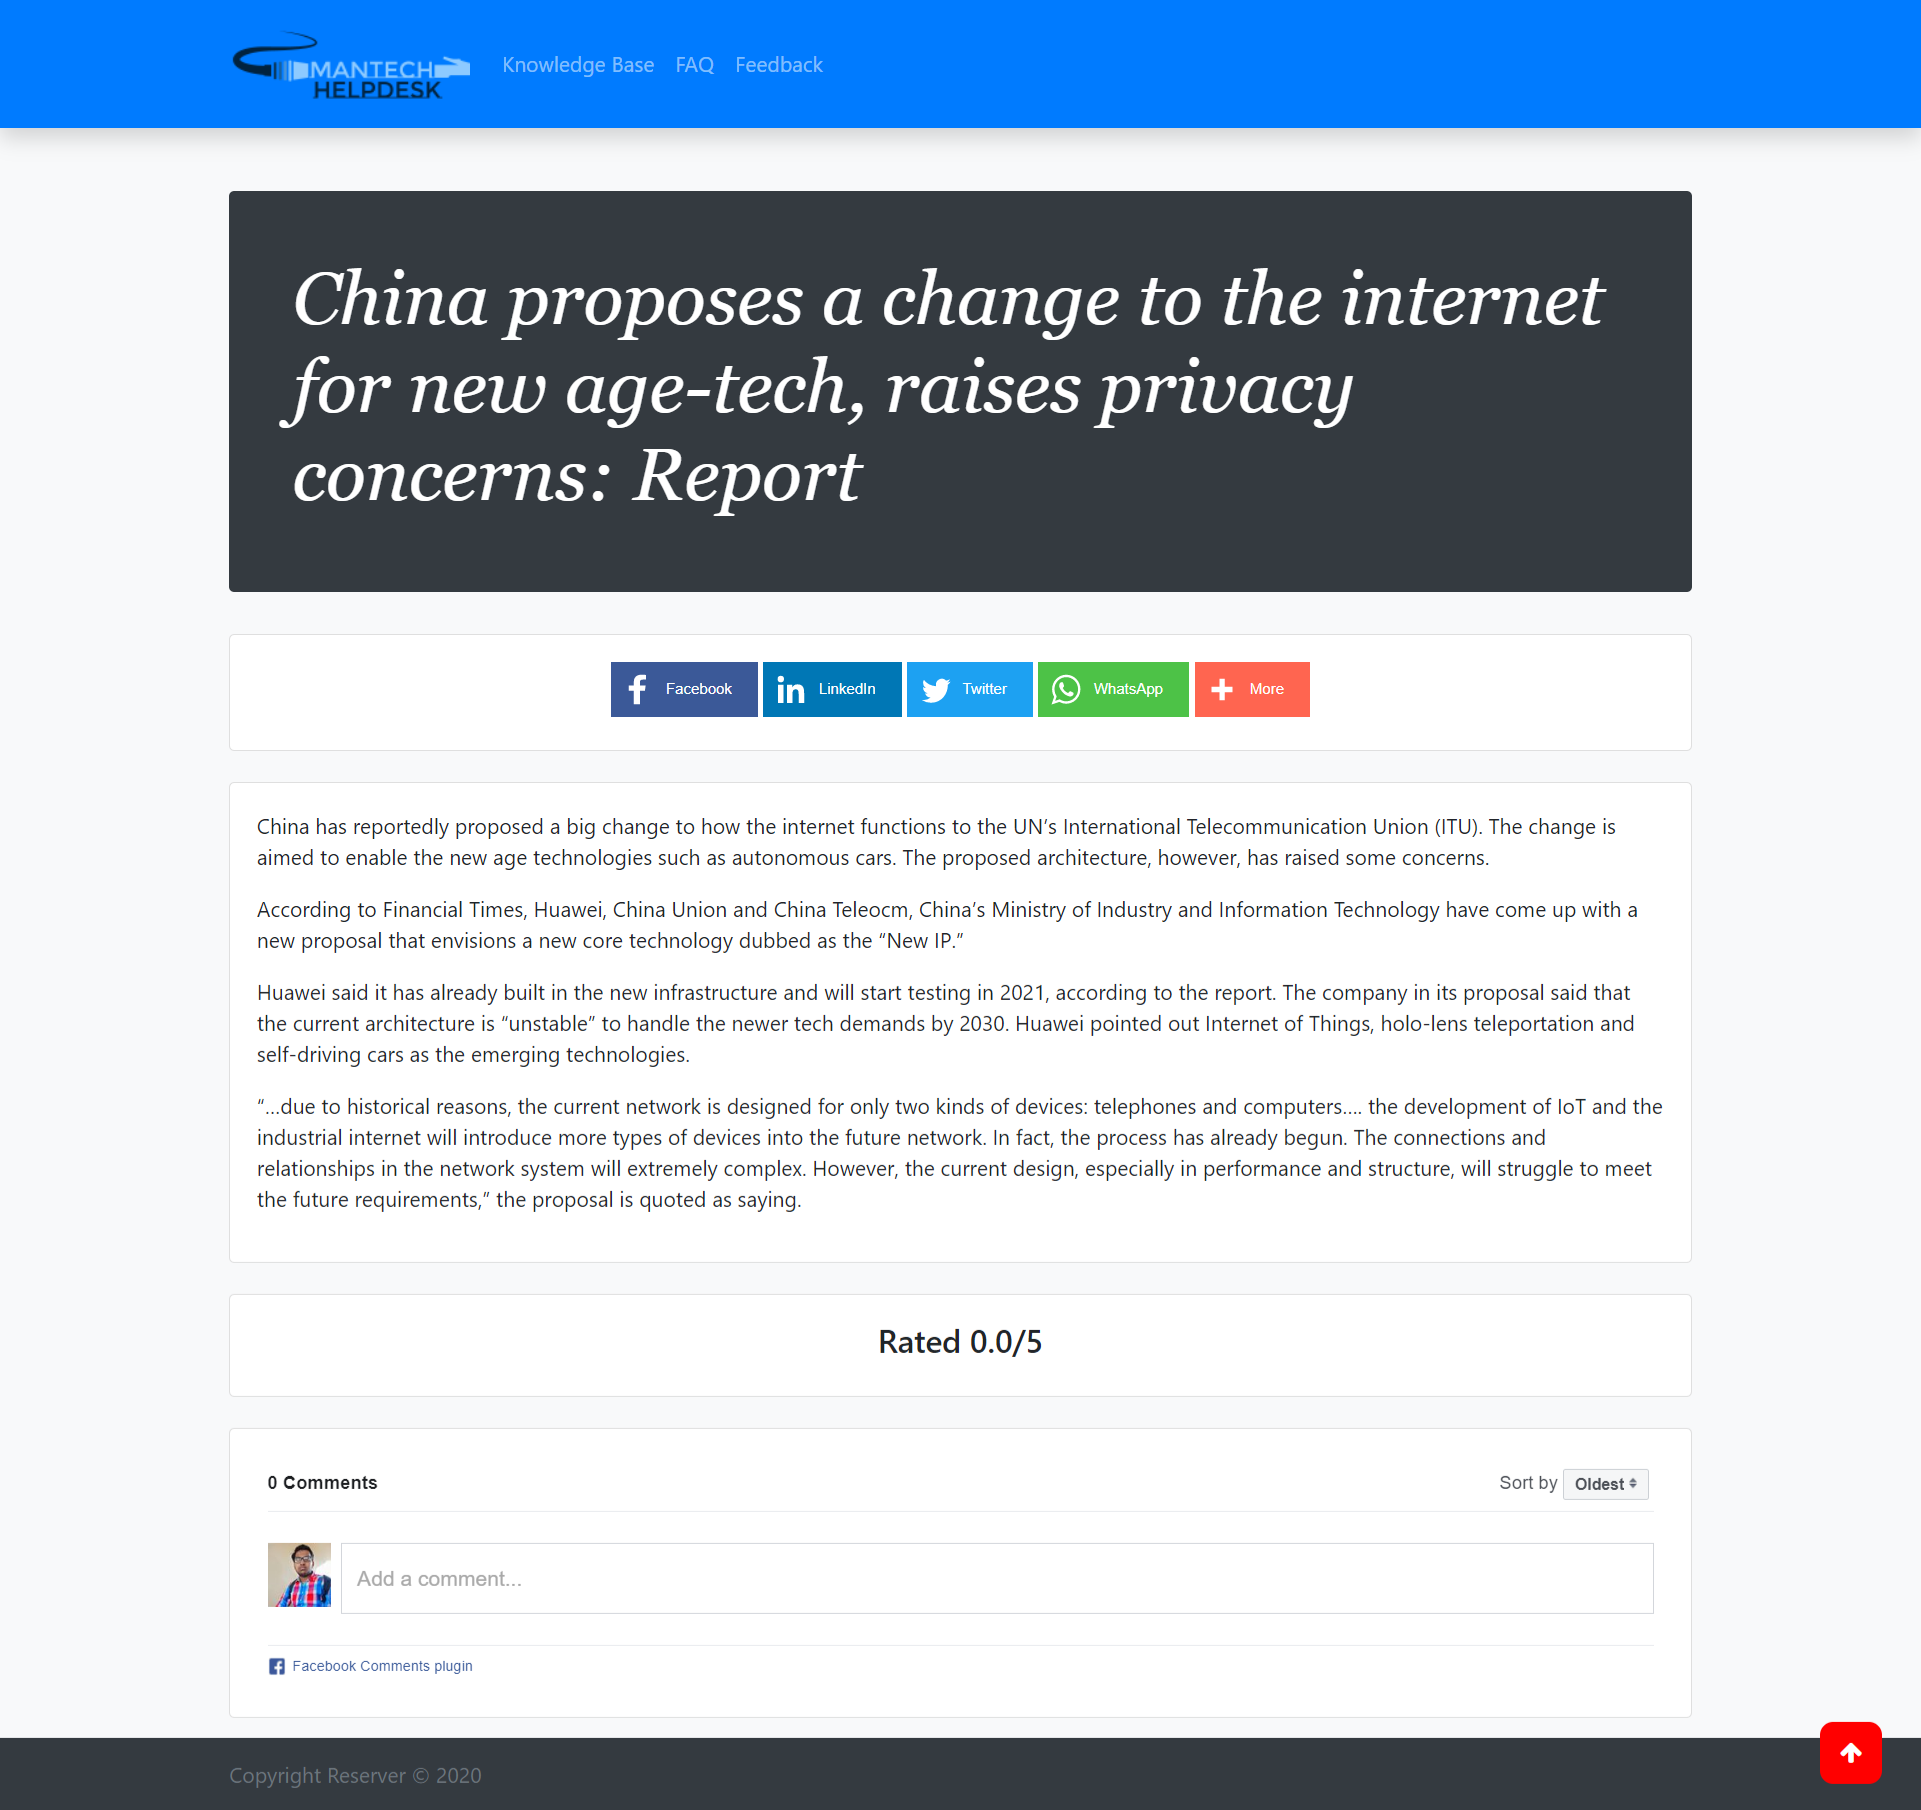 MANTECH
HELPDESK
Knowledge Base FAQ Feedback
China proposes a change to the internet
for new age-tech, raises privacy
concerns: Report
Facebook LinkedIn Twitter WhatsApp More
China has reportedly proposed a big change to how the internet functions to the UN’s International Telecommunication Union (ITU). The change is
aimed to enable the new age technologies such as autonomous cars. The proposed architecture, however, has raised some concerns.
According to Financial Times, Huawei, China Union and China Teleocm, China’s Ministry of Industry and Information Technology have come up with a
new proposal that envisions a new core technology dubbed as the “New IP.”
Huawei said it has already built in the new infrastructure and will start testing in 2021, according to the report. The company in its proposal said that
the current architecture is “unstable” to handle the newer tech demands by 2030. Huawei pointed out Internet of Things, holo-lens teleportation and
self-driving cars as the emerging technologies.
“…due to historical reasons, the current network is designed for only two kinds of devices: telephones and computers…. the development of IoT and the
industrial internet will introduce more types of devices into the future network. In fact, the process has already begun. The connections and
relationships in the network system will extremely complex. However, the current design, especially in performance and structure, will struggle to meet
the future requirements,” the proposal is quoted as saying.
Rated 0.0/5
0 Comments Sort by Oldest
Add a comment...
Facebook Comments plugin
Copyright Reserver © 2020